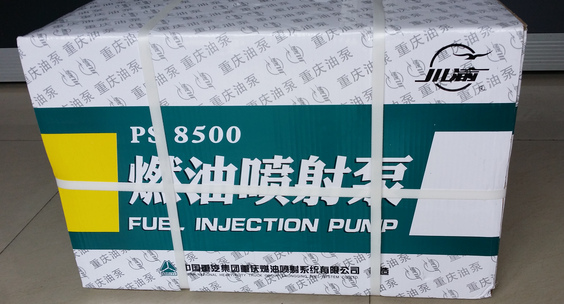 重庆油泵
川油
PS 8500
燃油喷射泵
FUEL INJECTION PUMP
中国重汽集团重庆燃油喷射系统有限公司